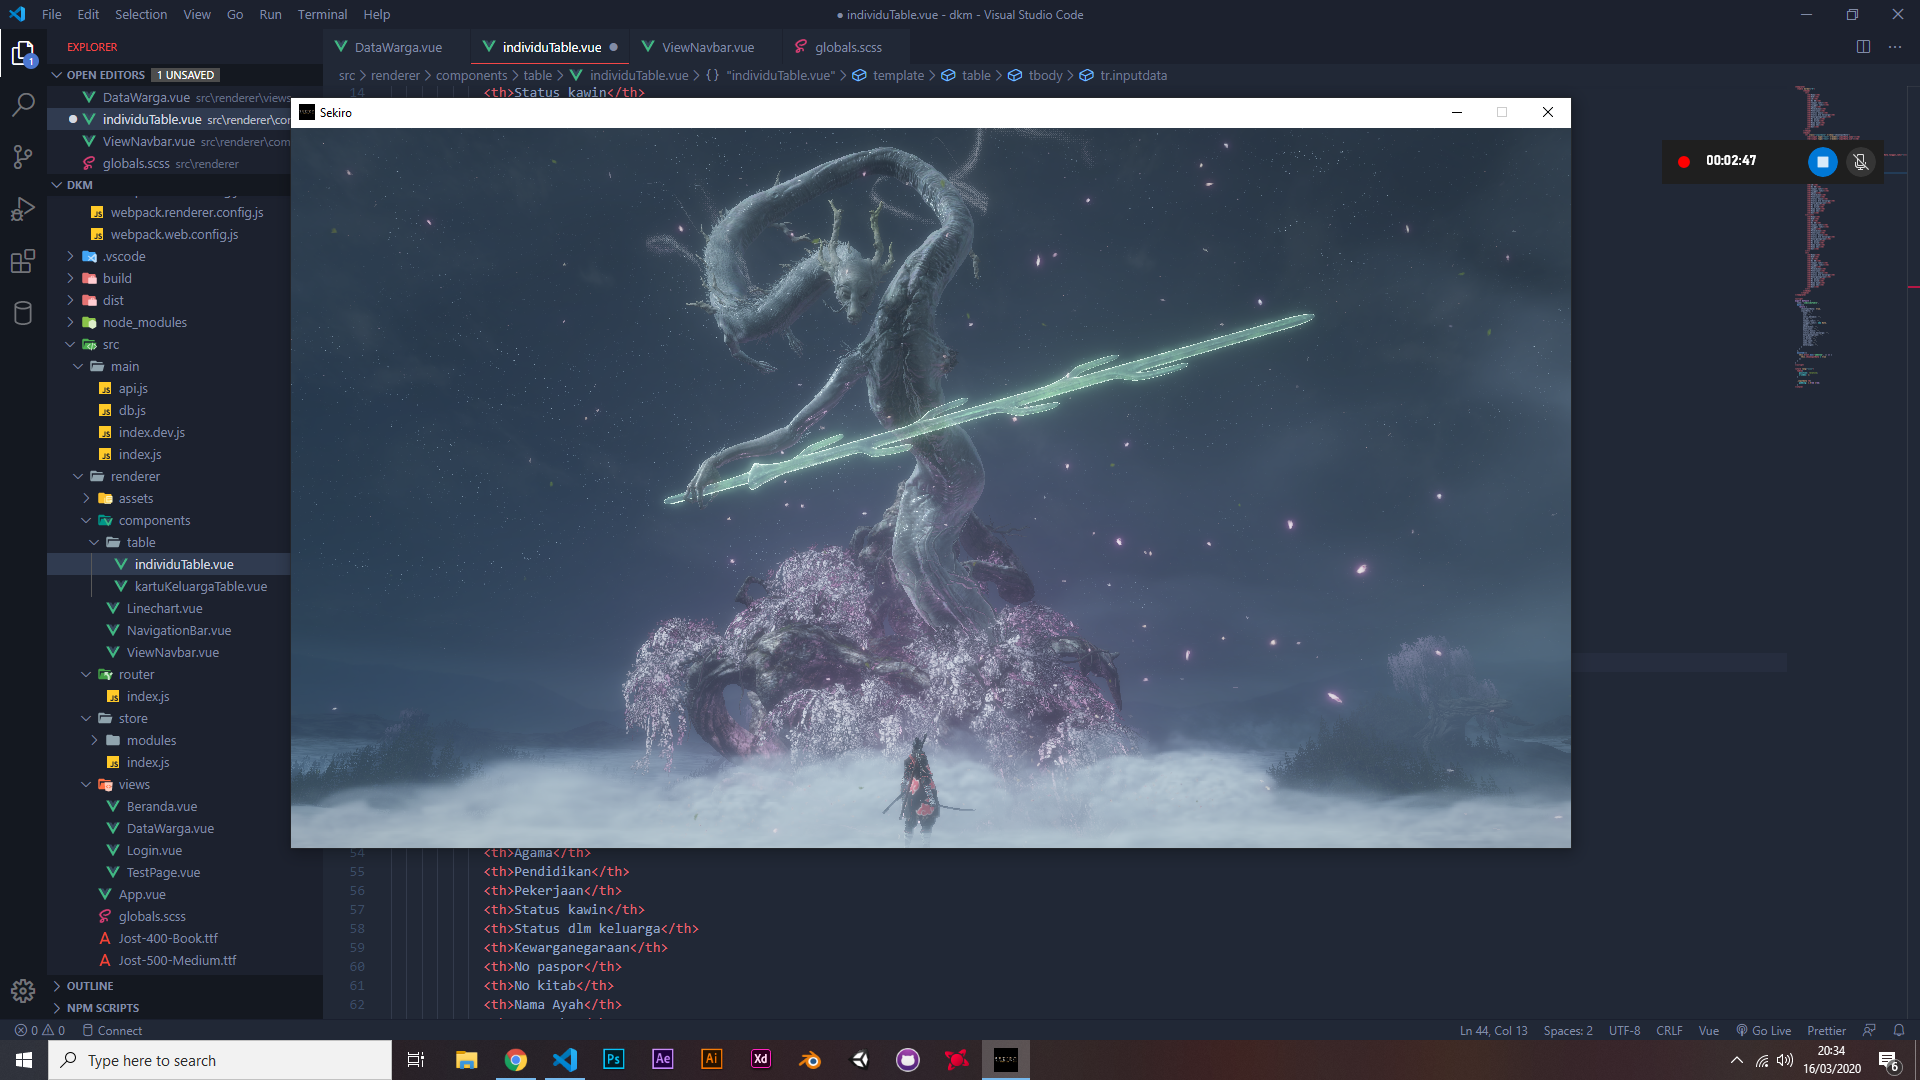 File Edit Selection View Go Run Terminal Help
● individuTable.vue - dkm - Visual Studio Code
EXPLORER
DataWarga.vue
individuTable.vue
ViewNavbar.vue
globals.scss
OPEN EDITORS 1 UNSAVED
src > renderer > components > table > individuTable.vue > {} "individuTable.vue" > template > table > tbody > tr.inputdata
DataWarga.vue src\renderer\views
individuTable.vue src\renderer\cor
ViewNavbar.vue src\renderer\com
globals.scss src\renderer
DKM
webpack.renderer.config.js
webpack.web.config.js
.vscode
build
dist
node_modules
src
main
api.js
db.js
index.dev.js
index.js
renderer
assets
components
table
individuTable.vue
kartuKeluargaTable.vue
Linechart.vue
NavigationBar.vue
ViewNavbar.vue
router
index.js
store
modules
index.js
views
Beranda.vue
DataWarga.vue
Login.vue
TestPage.vue
App.vue
globals.scss
Jost-400-Book.ttf
Jost-500-Medium.ttf
OUTLINE
NPM SCRIPTS
14 <th>Status kawin</th>
Sekiro
00:02:47
54 <th>Agama</th>
55 <th>Pendidikan</th>
56 <th>Pekerjaan</th>
57 <th>Status kawin</th>
58 <th>Status dlm keluarga</th>
59 <th>Kewarganegaraan</th>
60 <th>No paspor</th>
61 <th>No kitab</th>
62 <th>Nama Ayah</th>
0 0 Connect
Ln 44, Col 13 Spaces: 2 UTF-8 CRLF Vue Go Live Prettier
Type here to search
Ps
Ae
Ai
Xd
20:34
16/03/2020
6